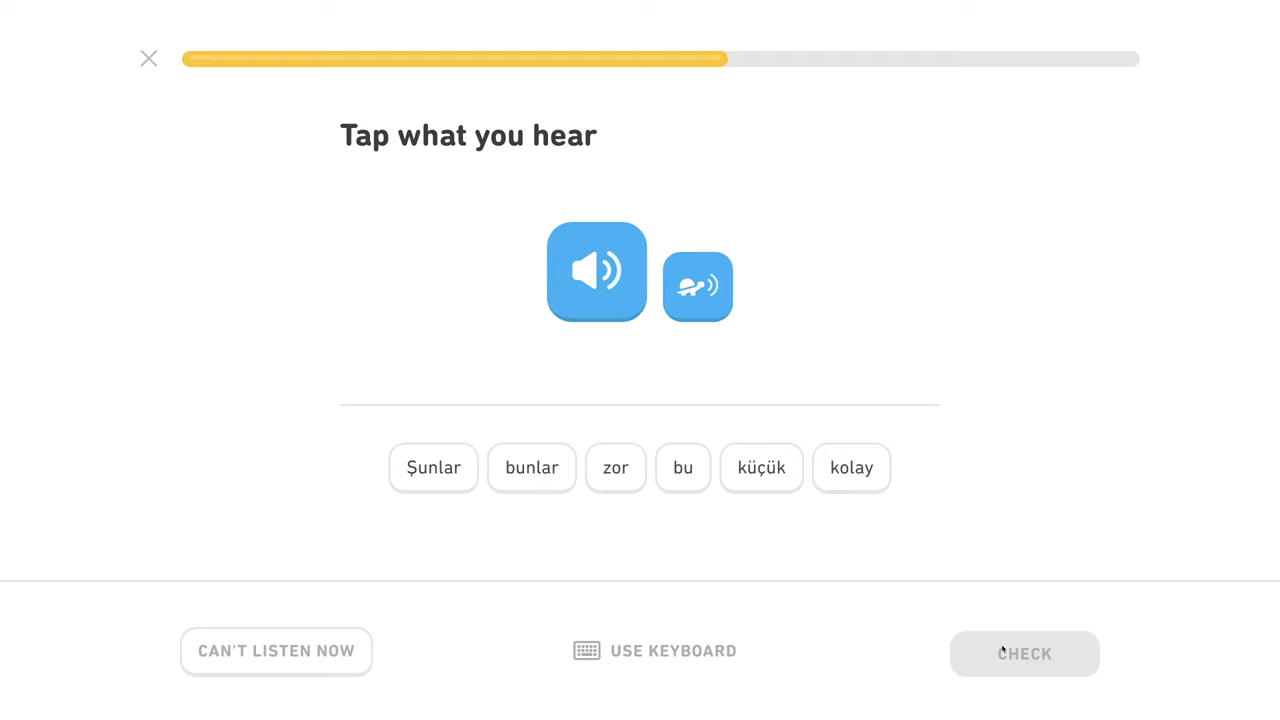 Tap what you hear
Şunlar bunlar zor bu küçük kolay
CAN'T LISTEN NOW USE KEYBOARD CHECK